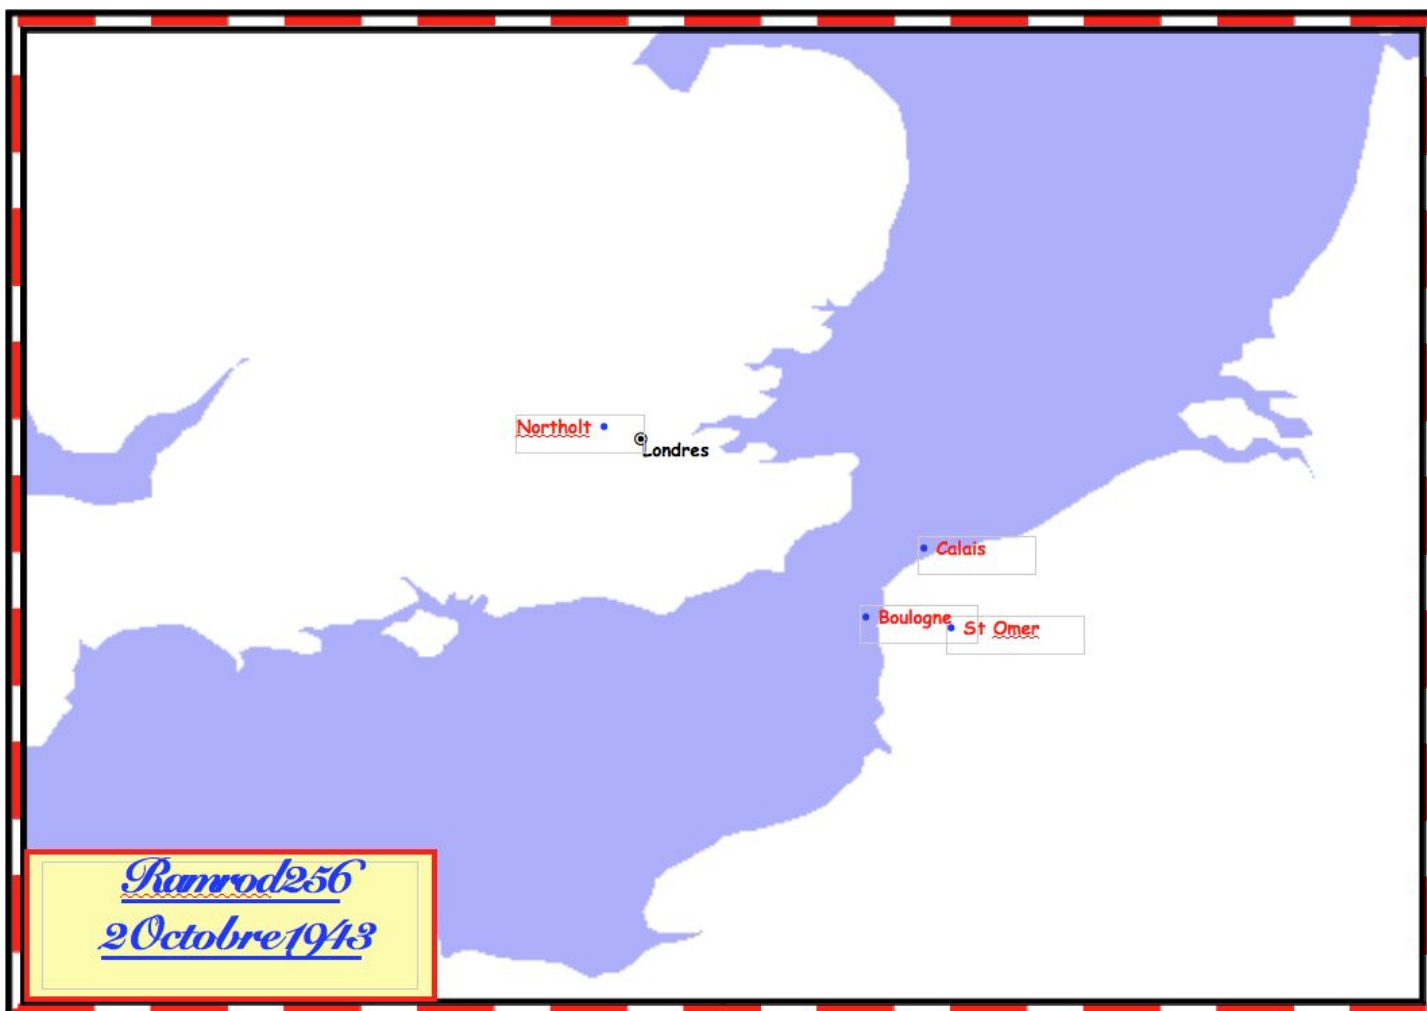 Northolt
Londres
Calais
Boulogne
St Omer
Ramrod256
2Octobre1943